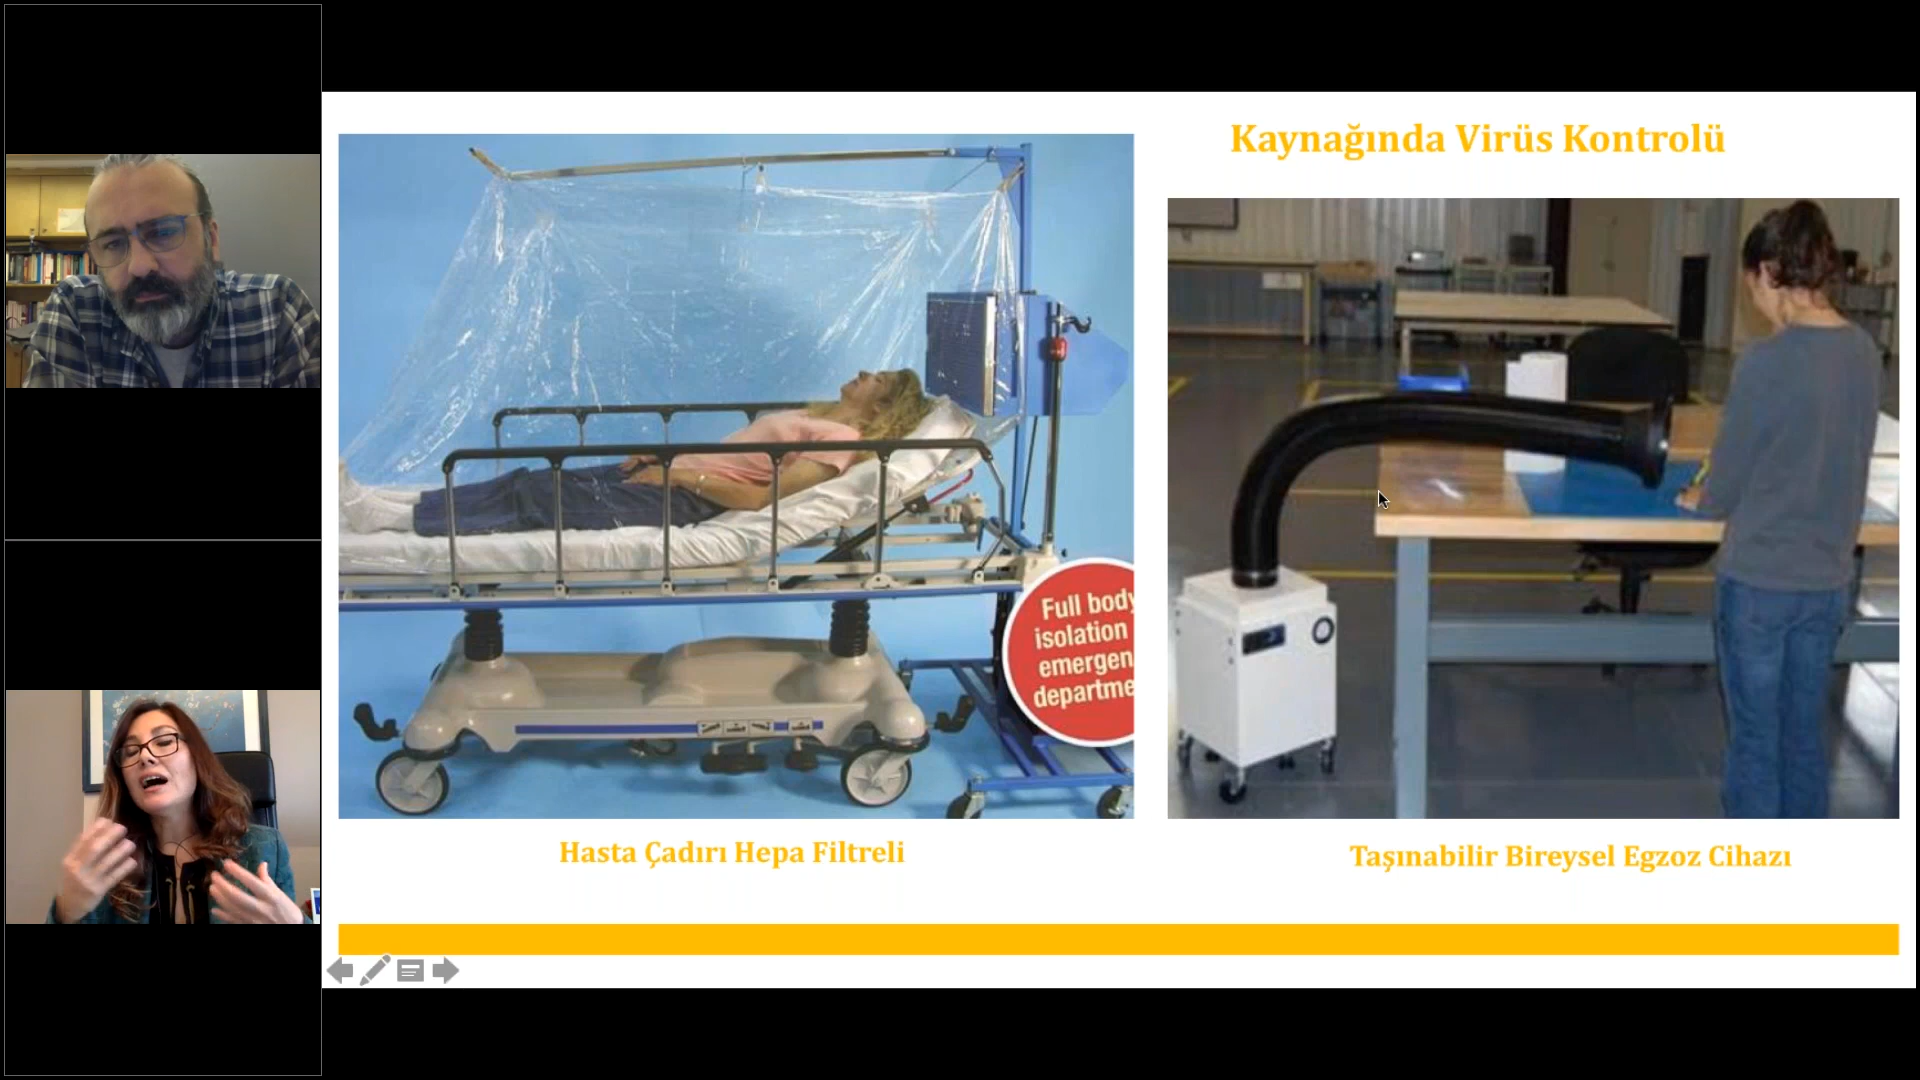 Kaynağında Virüs Kontrolü
Full body
isolation
emergen
departme
Hasta Çadırı Hepa Filtreli
Taşınabilir Bireysel Egzoz Cihazı